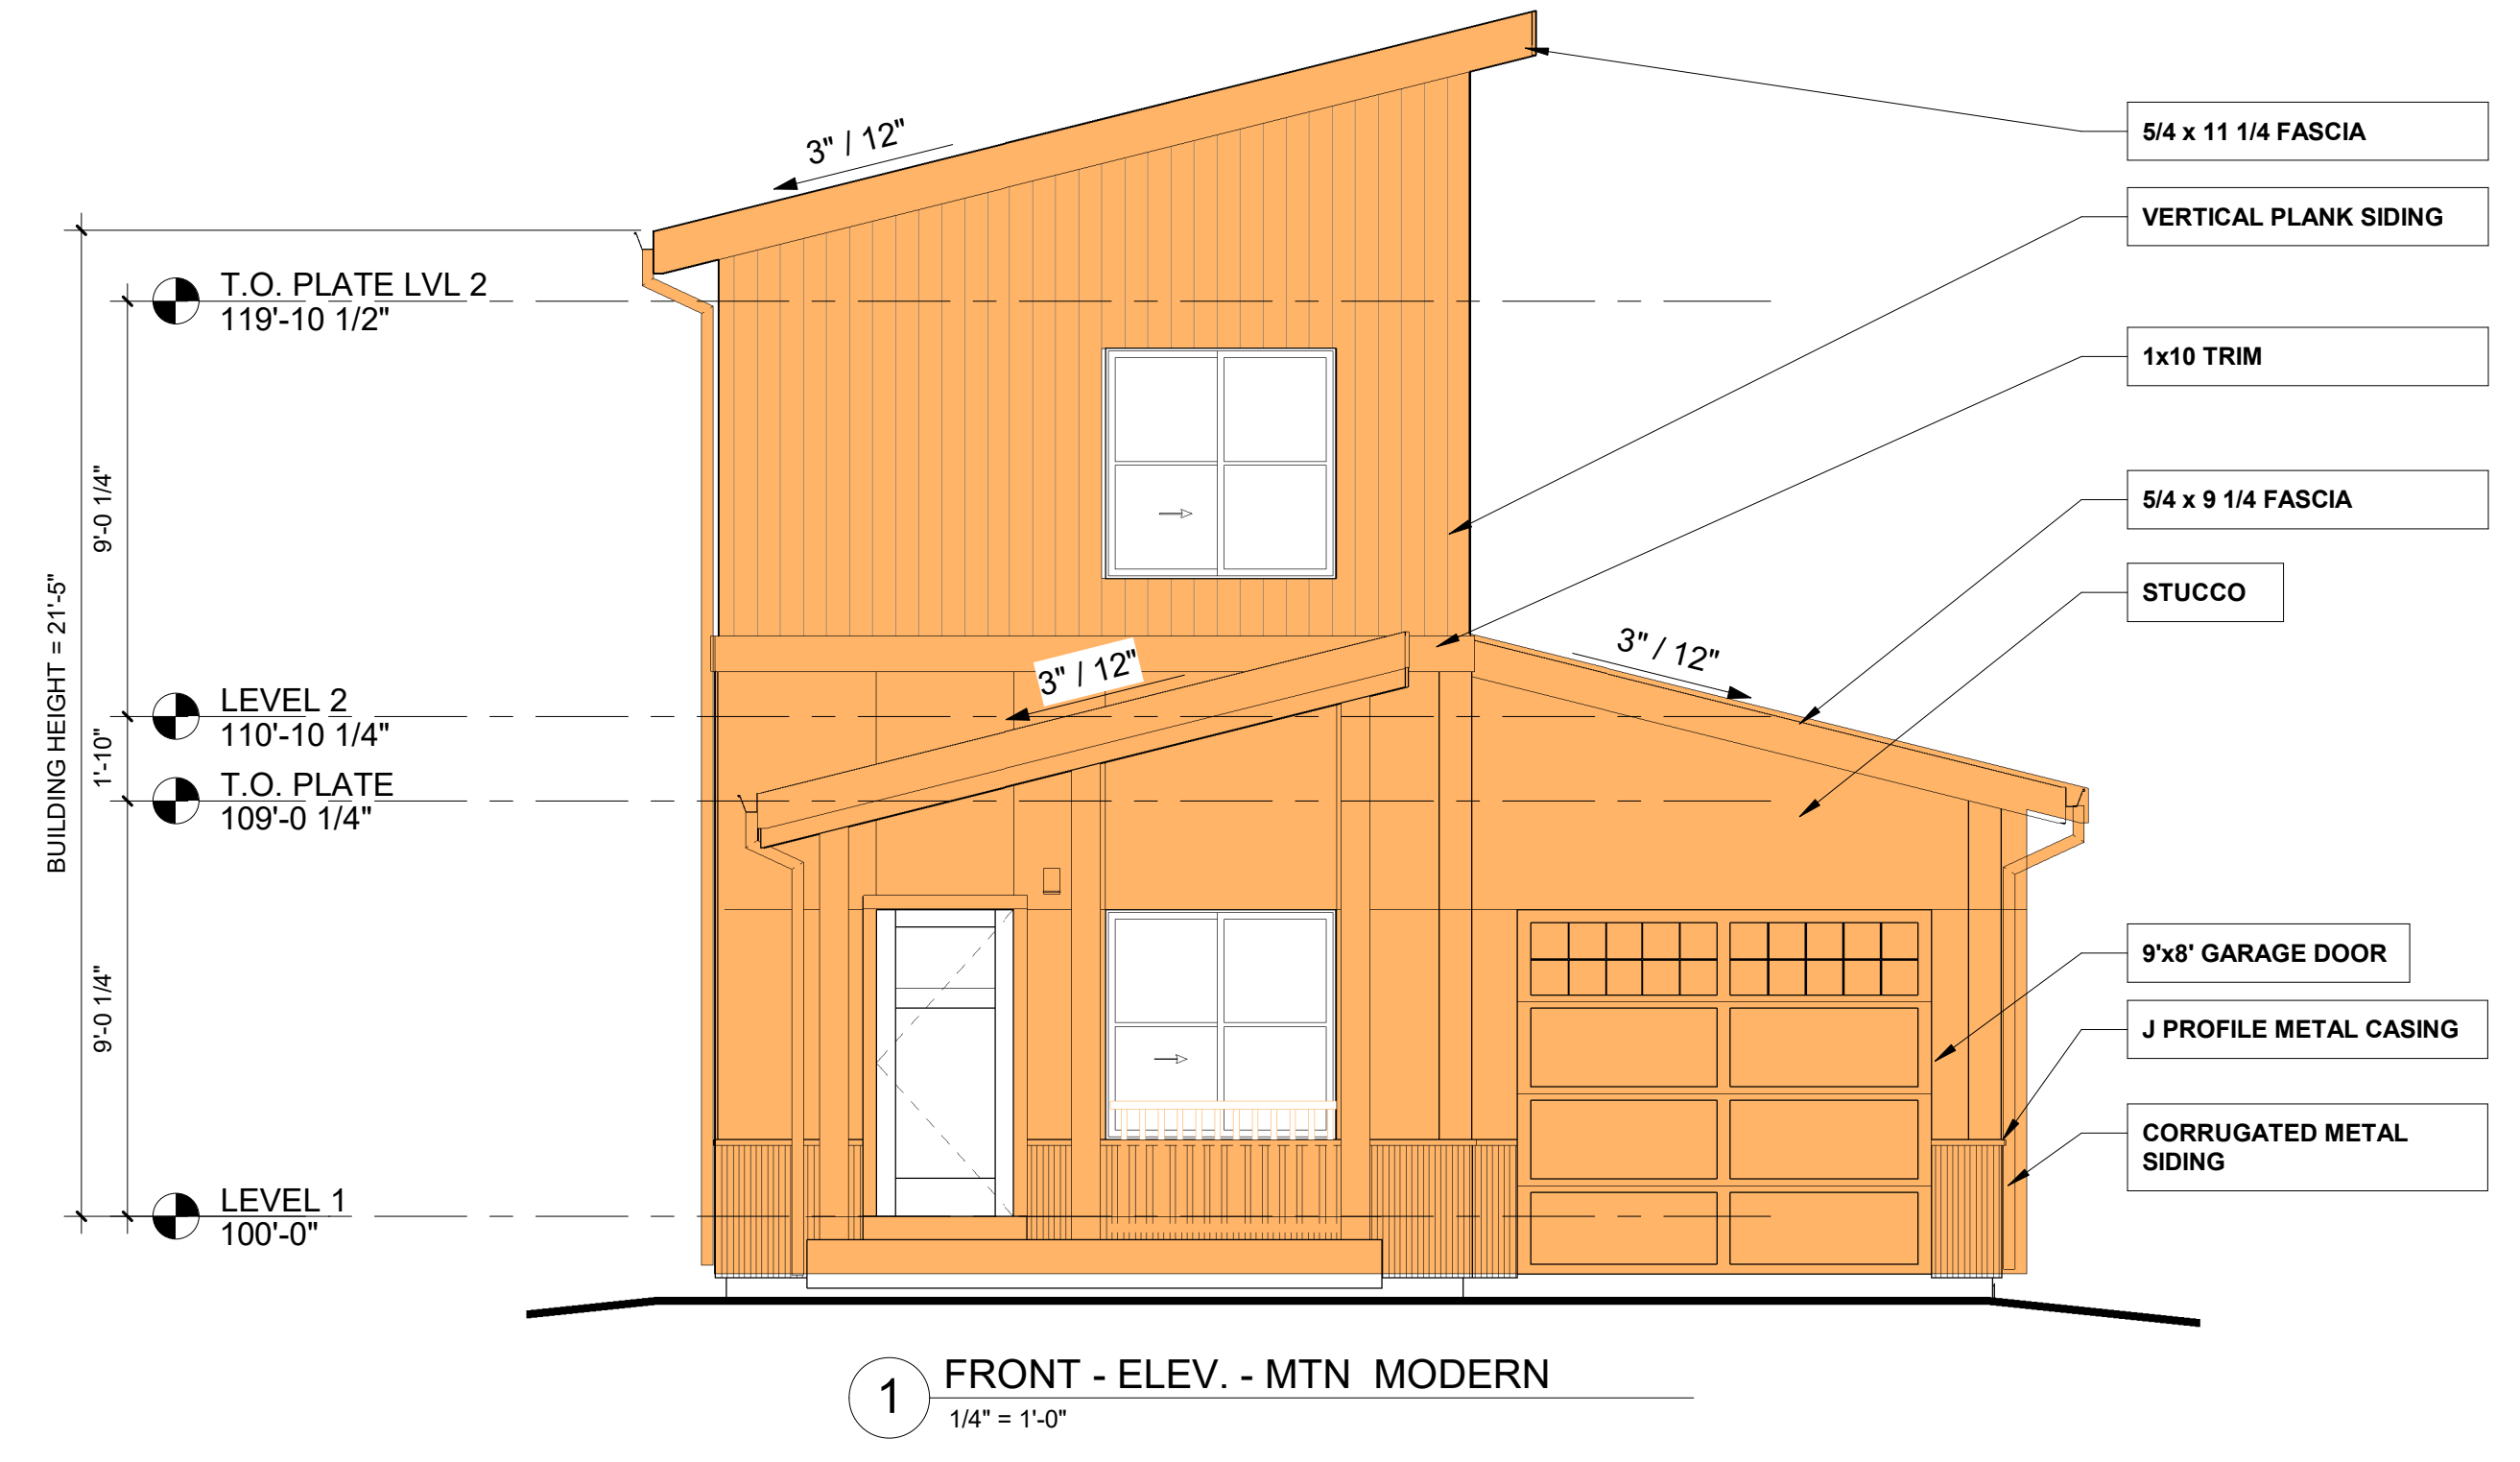 3" / 12"
5/4 x 11 1/4 FASCIA
VERTICAL PLANK SIDING
T.O. PLATE LVL 2
119'-10 1/2"
1x10 TRIM
9'-0 1/4"
5/4 x 9 1/4 FASCIA
STUCCO
BUILDING HEIGHT = 21'-5"
3" / 12"
3" / 12"
LEVEL 2
110'-10 1/4"
1'-10"
T.O. PLATE
109'-0 1/4"
9'x8' GARAGE DOOR
9'-0 1/4"
J PROFILE METAL CASING
CORRUGATED METAL
SIDING
LEVEL 1
100'-0"
1
FRONT - ELEV. - MTN MODERN
1/4" = 1'-0"